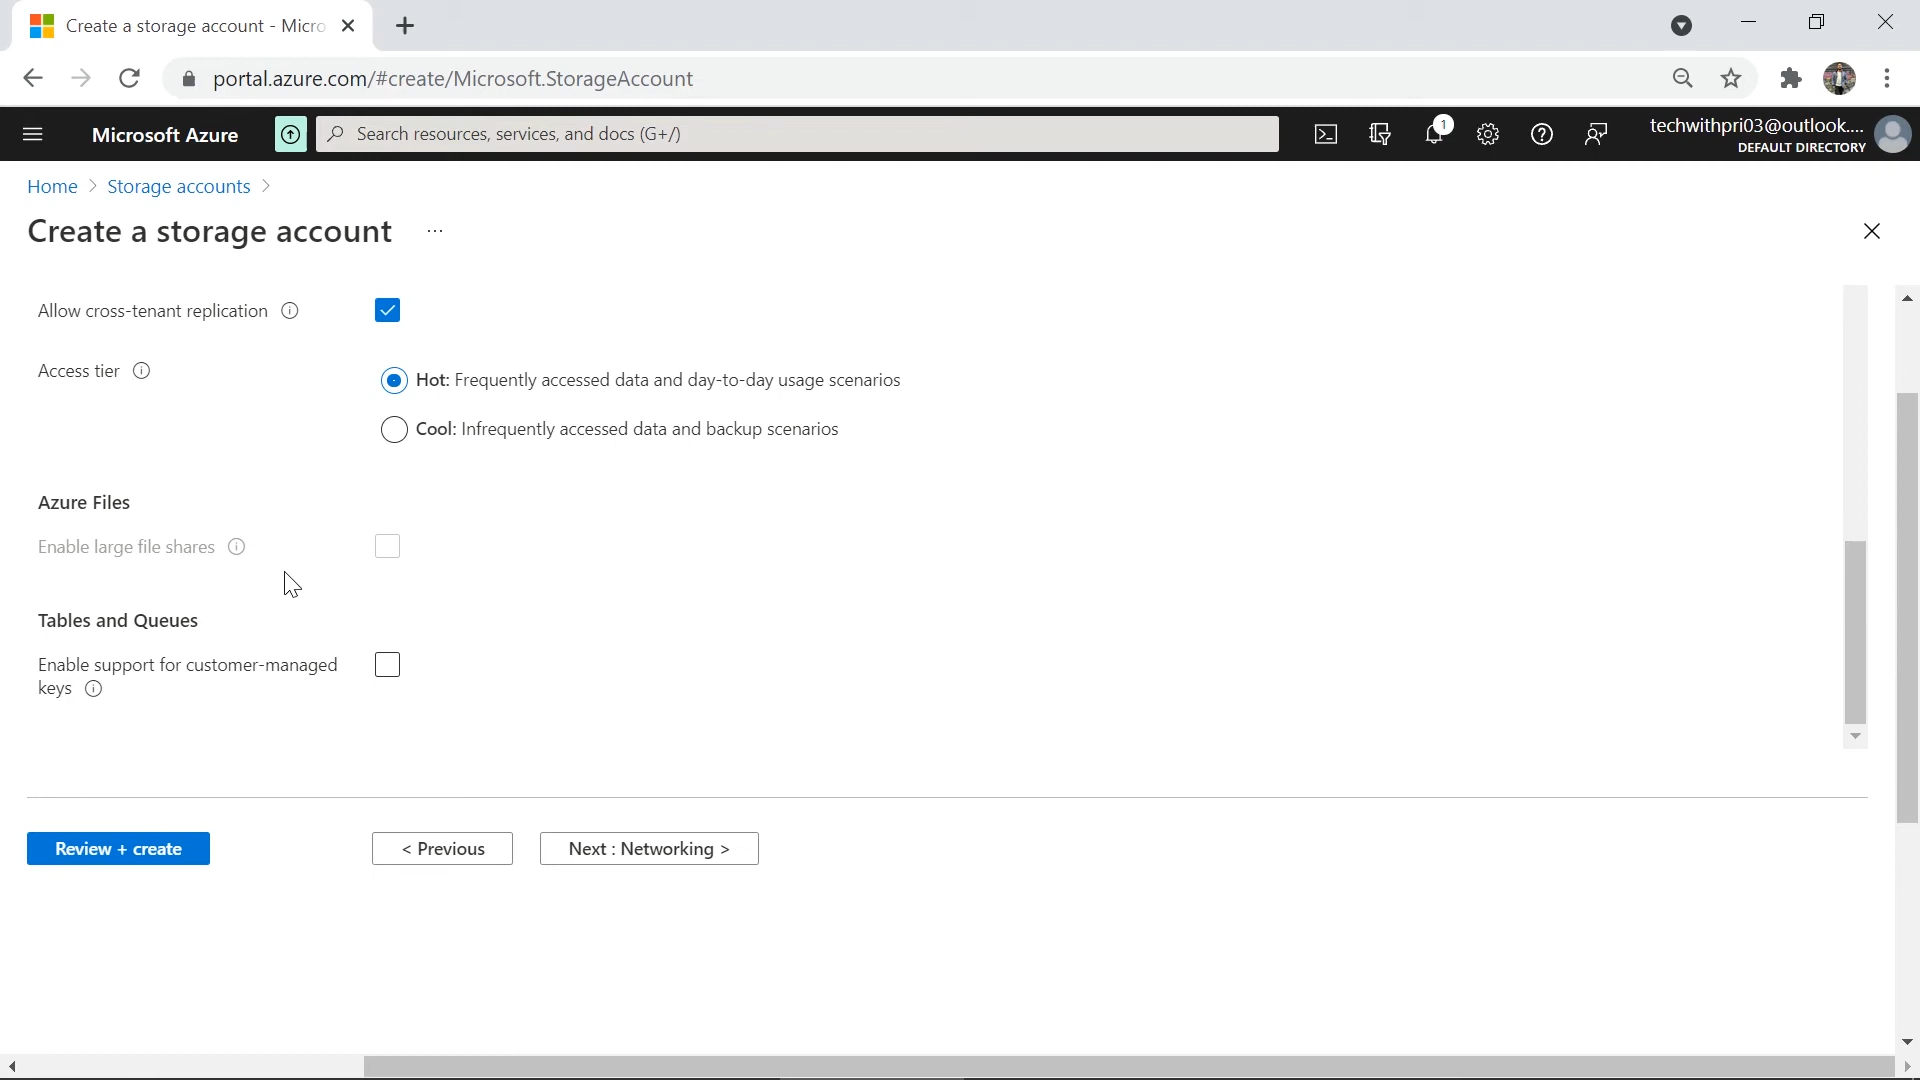 Create a storage account - Micro
portal.azure.com/#create/Microsoft.StorageAccount
Microsoft Azure
Search resources, services, and docs (G+/)
1
techwithpri03@outlook....
DEFAULT DIRECTORY
Home > Storage accounts >
Create a storage account ...
Allow cross-tenant replication
Access tier
Hot: Frequently accessed data and day-to-day usage scenarios
Cool: Infrequently accessed data and backup scenarios
Azure Files
Enable large file shares
Tables and Queues
Enable support for customer-managed
keys
Review + create
< Previous
Next : Networking >